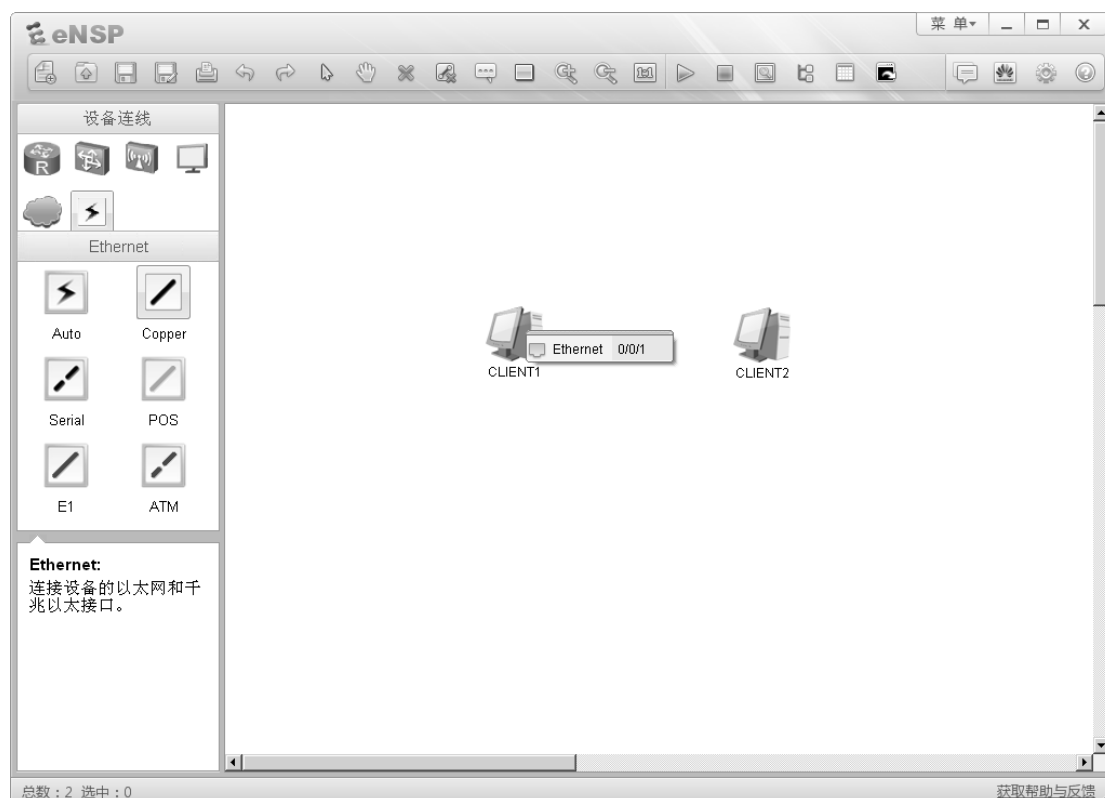 eNSP
菜 单
1:1
设备连线
R
Ethernet
Auto
Copper
Serial
POS
E1
ATM
Ethernet:
连接设备的以太网和千
兆以太接口。
Ethernet 0/0/1
CLIENT1
CLIENT2
总数：2 选中：0
获取帮助与反馈